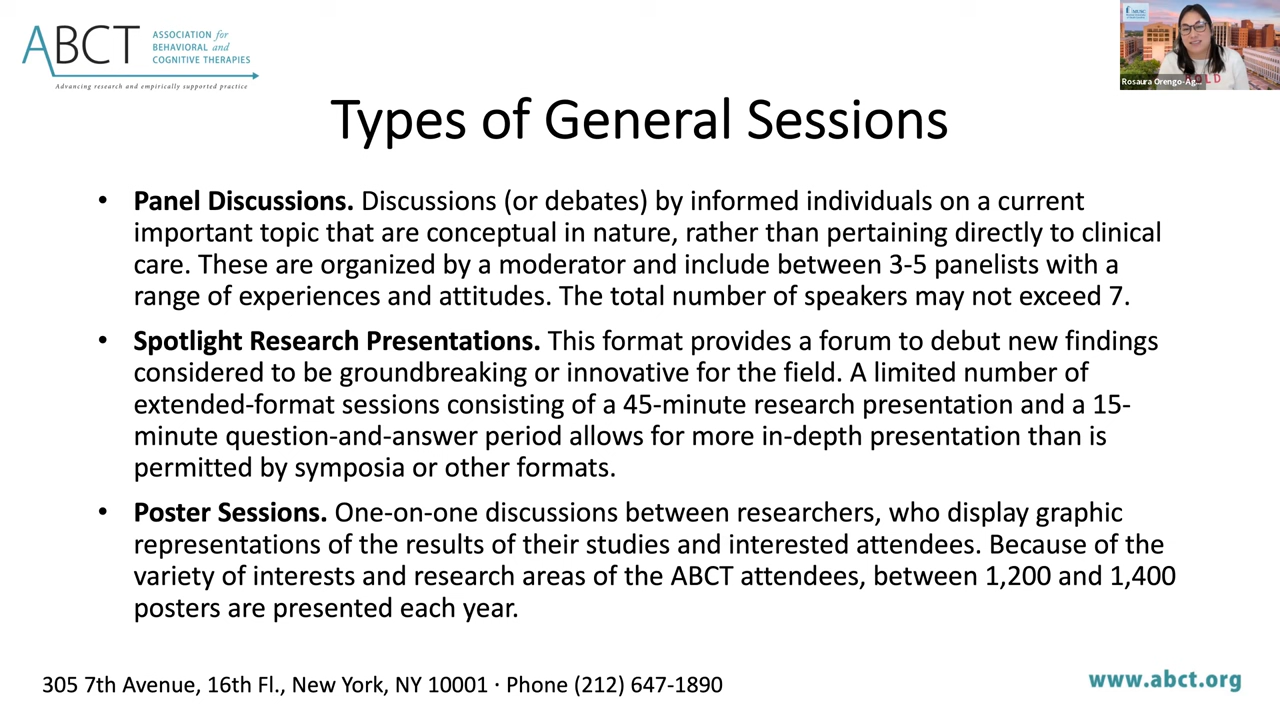 ABCT
ASSOCIATION for
BEHAVIORAL and
COGNITIVE THERAPIES
Advancing research and empirically supported practice
Rosaura Orengo-Ag...
Types of General Sessions
• Panel Discussions. Discussions (or debates) by informed individuals on a current
important topic that are conceptual in nature, rather than pertaining directly to clinical
care. These are organized by a moderator and include between 3-5 panelists with a
range of experiences and attitudes. The total number of speakers may not exceed 7.
• Spotlight Research Presentations. This format provides a forum to debut new findings
considered to be groundbreaking or innovative for the field. A limited number of
extended-format sessions consisting of a 45-minute research presentation and a 15-
minute question-and-answer period allows for more in-depth presentation than is
permitted by symposia or other formats.
• Poster Sessions. One-on-one discussions between researchers, who display graphic
representations of the results of their studies and interested attendees. Because of the
variety of interests and research areas of the ABCT attendees, between 1,200 and 1,400
posters are presented each year.
305 7th Avenue, 16th Fl., New York, NY 10001 · Phone (212) 647-1890
www.abct.org